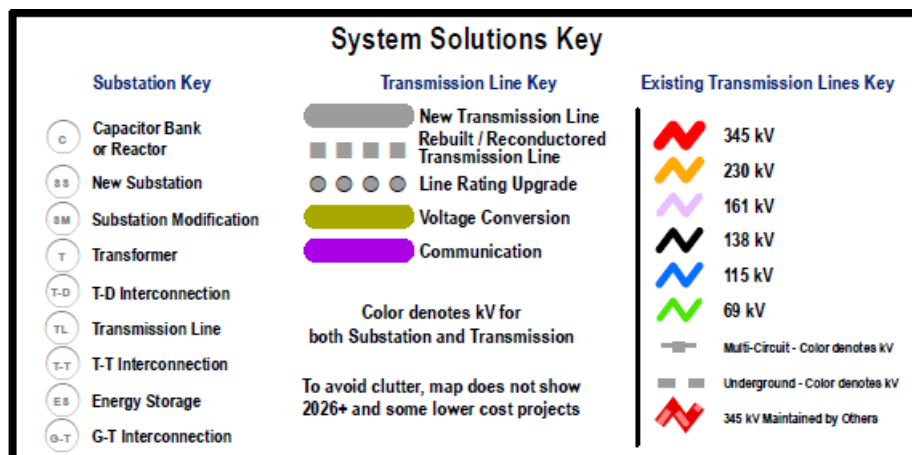 System Solutions Key
Substation Key
C
Capacitor Bank
or Reactor
SS
New Substation
SM
Substation Modification
T
Transformer
T-D
T-D Interconnection
TL
Transmission Line
T-T
T-T Interconnection
ES
Energy Storage
G-T
G-T Interconnection
Transmission Line Key
New Transmission Line
Rebuilt / Reconductored
Transmission Line
Line Rating Upgrade
Voltage Conversion
Communication
Color denotes kV for
both Substation and Transmission
To avoid clutter, map does not show
2026+ and some lower cost projects
Existing Transmission Lines Key
345 kV
230 kV
161 kV
138 kV
115 kV
69 kV
Multi-Circuit - Color denotes kV
Underground - Color denotes kV
345 kV Maintained by Others